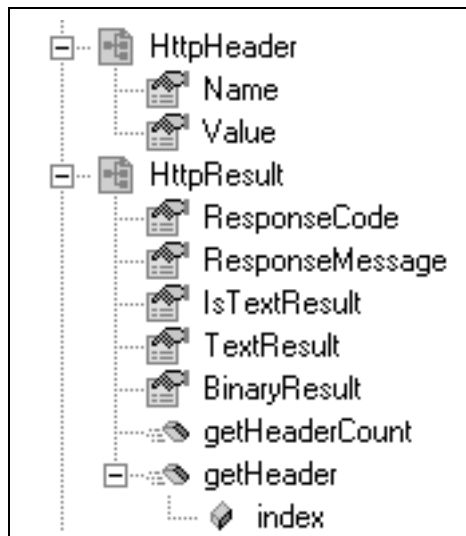 HttpHeader
Name
Value
HttpResult
ResponseCode
ResponseMessage
IsTextResult
TextResult
BinaryResult
getHeaderCount
getHeader
index